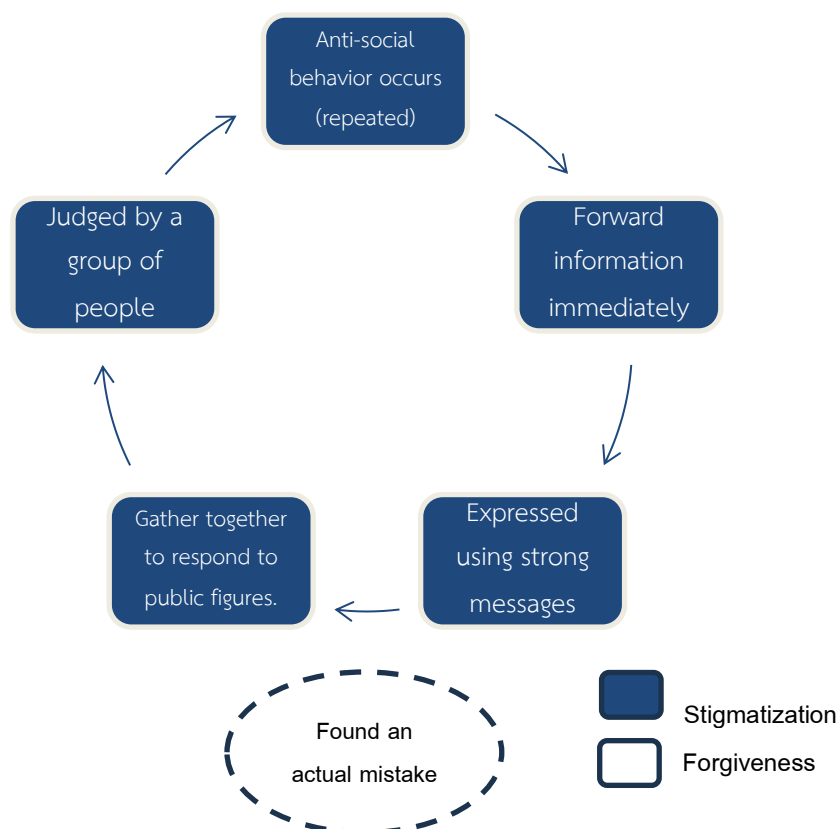 Anti-social
behavior occurs
(repeated)
Forward
information
immediately
Expressed
using strong
messages
Gather together
to respond to
public figures.
Judged by a
group of
people
Found an
actual mistake
Stigmatization
Forgiveness